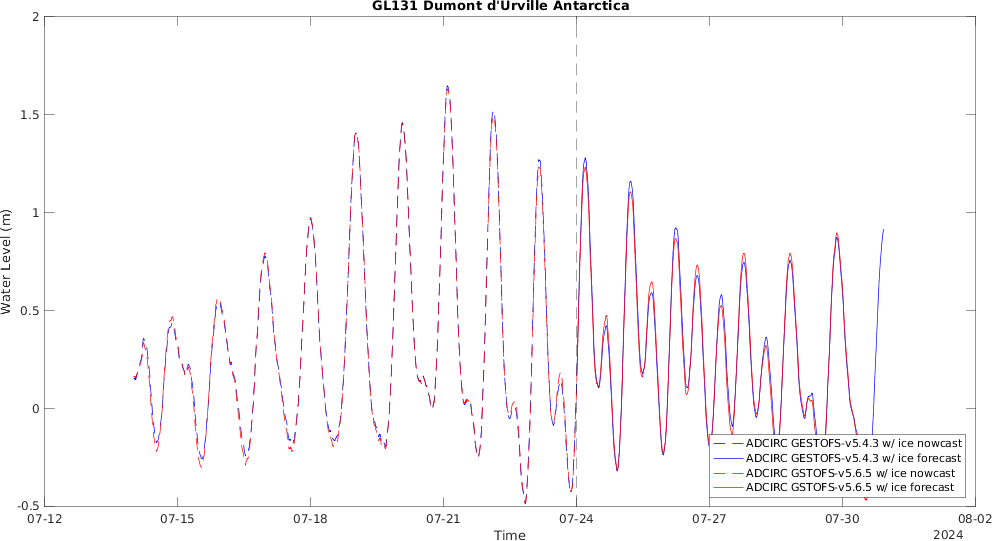 GL131 Dumont d'Urville Antarctica
Water Level (m)
2
1.5
1
0.5
0
-0.5
ADCIRC GESTOFS-v5.4.3 w/ ice nowcast
ADCIRC GESTOFS-v5.4.3 w/ ice forecast
ADCIRC GSTOFS-v5.6.5 w/ ice nowcast
ADCIRC GSTOFS-v5.6.5 w/ ice forecast
07-12 07-15 07-18 07-21 07-24 07-27 07-30 08-02
Time
2024